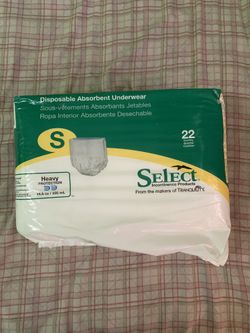 Disposable Absorbent Underwear
Sous-vêtements Absorbants Jetables
Ropa Interior Absorbente Desechable
S
22
Heavy
PROTECTION
SELECT
Incontinence Products
From the makers of TRANQUILITY